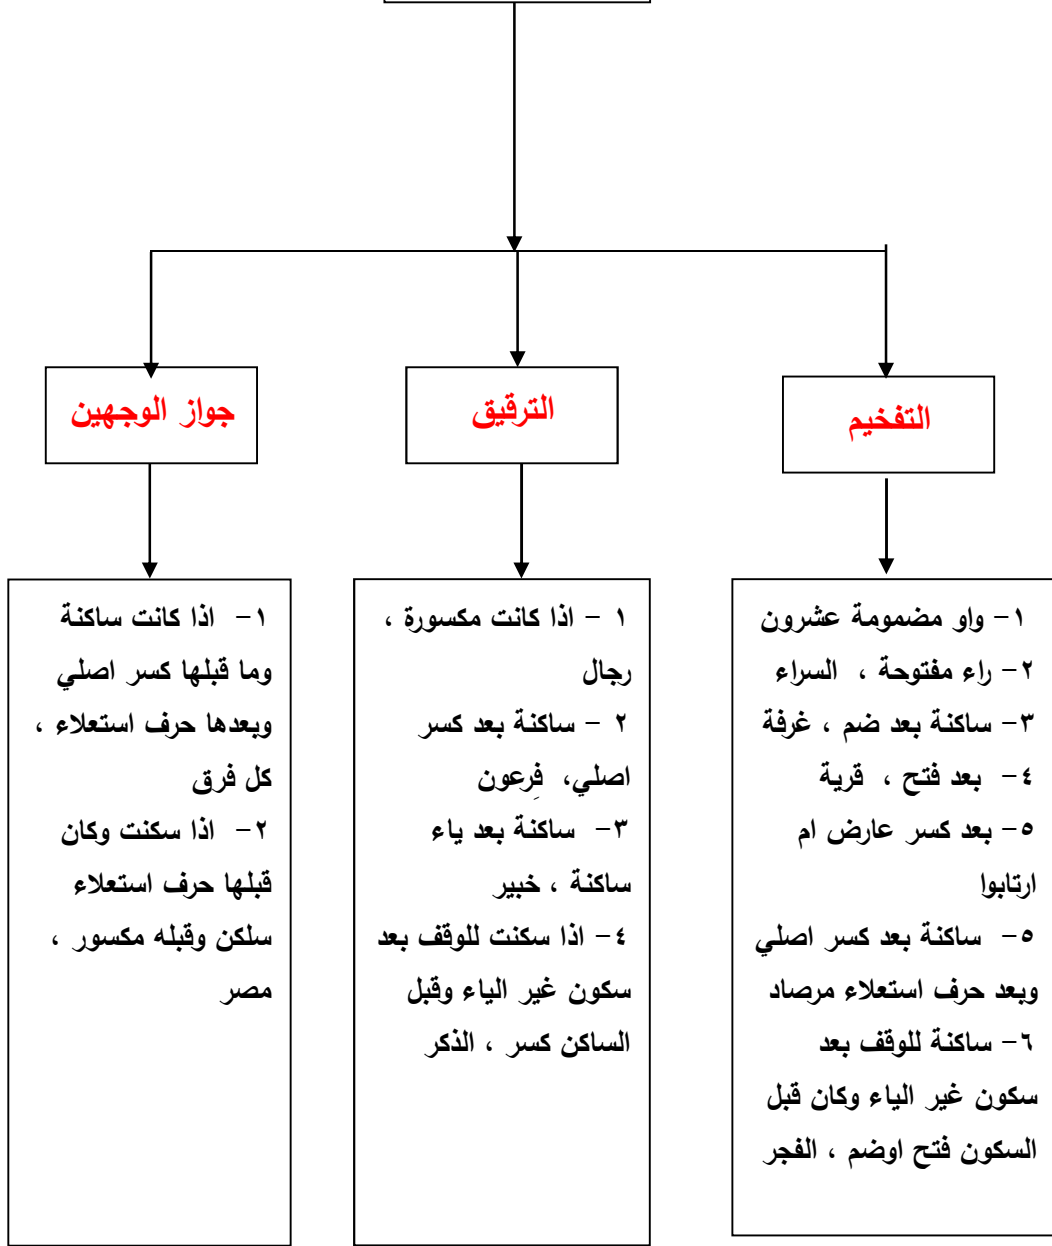 التفخيم
الترقيق
جواز الوجهين
١- واو مضمومة عشرون
٢- راء مفتوحة ، السراء
٣- ساكنة بعد ضم ، غرفة
٤- بعد فتح ، قرية
٥- بعد كسر عارض ام
ارتابوا
٥- ساكنة بعد كسر اصلي
وبعد حرف استعلاء مرصاد
٦- ساكنة للوقف بعد
سكون غير الياء وكان قبل
السكون فتح اوضم ، الفجر
١ - اذا كانت مكسورة ،
رجال
٢ - ساكنة بعد كسر
اصلي، فِرعون
٣- ساكنة بعد ياء
ساكنة ، خبير
٤- اذا سكنت للوقف بعد
سكون غير الياء وقبل
الساكن كسر ، الذكر
١- اذا كانت ساكنة
وما قبلها كسر اصلي
وبعدها حرف استعلاء ،
كل فرق
٢- اذا سكنت وكان
قبلها حرف استعلاء
سلكن وقبله مكسور ،
مصر